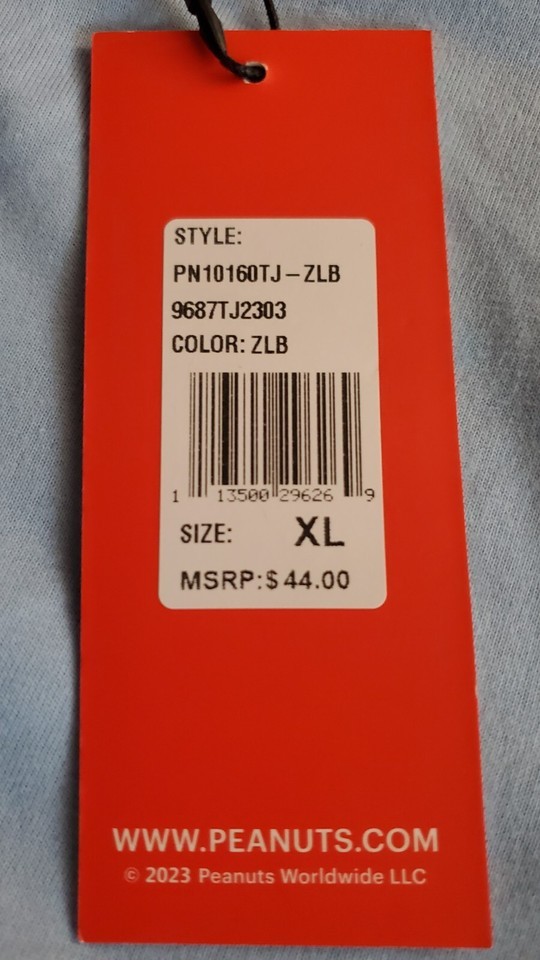 STYLE:
PN10160TJ-ZLB
9687TJ2303
COLOR: ZLB
1 13500 29626 9
SIZE: XL
MSRP:$44.00
WWW.PEANUTS.COM
© 2023 Peanuts Worldwide LLC